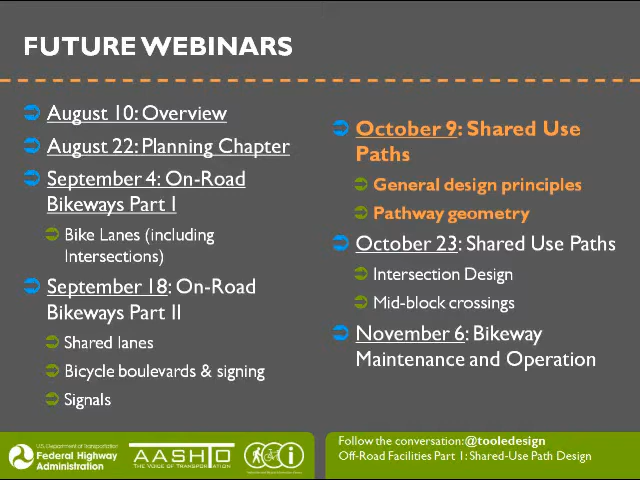 FUTURE WEBINARS
August 10: Overview
August 22: Planning Chapter
September 4: On-Road
Bikeways Part I
Bike Lanes (including
Intersections)
September 18: On-Road
Bikeways Part II
Shared lanes
Bicycle boulevards & signing
Signals
October 9: Shared Use
Paths
General design principles
Pathway geometry
October 23: Shared Use Paths
Intersection Design
Mid-block crossings
November 6: Bikeway
Maintenance and Operation
U.S. Department of Transportation
Federal Highway
Administration
AASHTO
THE VOICE OF TRANSPORTATION
Follow the conversation: @tooledesign
Off-Road Facilities Part 1: Shared-Use Path Design